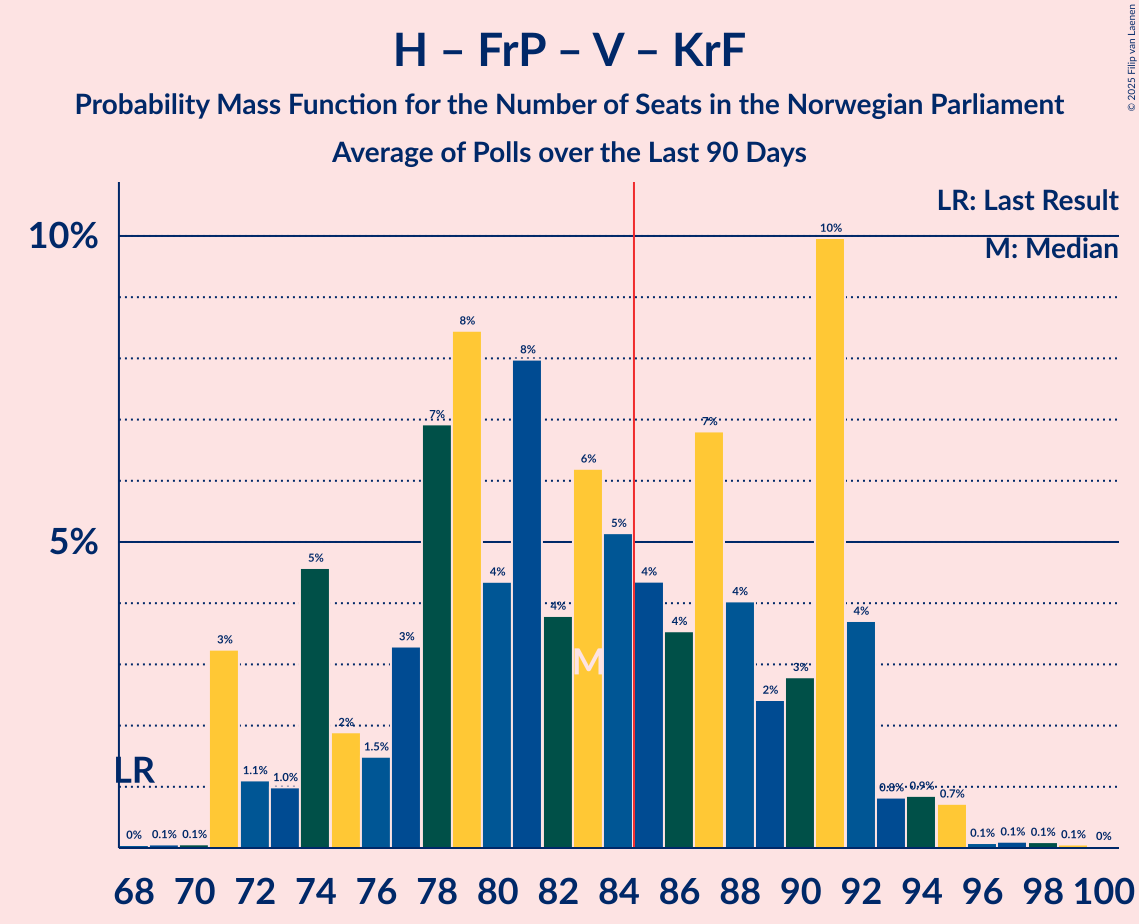 © 2025 Filip van Laenen
H – FrP – V – KrF
Probability Mass Function for the Number of Seats in the Norwegian Parliament
Average of Polls over the Last 90 Days
LR: Last Result
M: Median
10%
5%
LR
M
0% 0.1% 0.1% 3% 1.1% 1.0% 5% 2% 1.5% 3% 7% 8% 4% 8% 4% 6% 5% 4% 4% 7% 4% 2% 3% 10% 4% 0.8% 0.9% 0.7% 0.1% 0.1% 0.1% 0.1% 0%
68 70 72 74 76 78 80 82 84 86 88 90 92 94 96 98 100